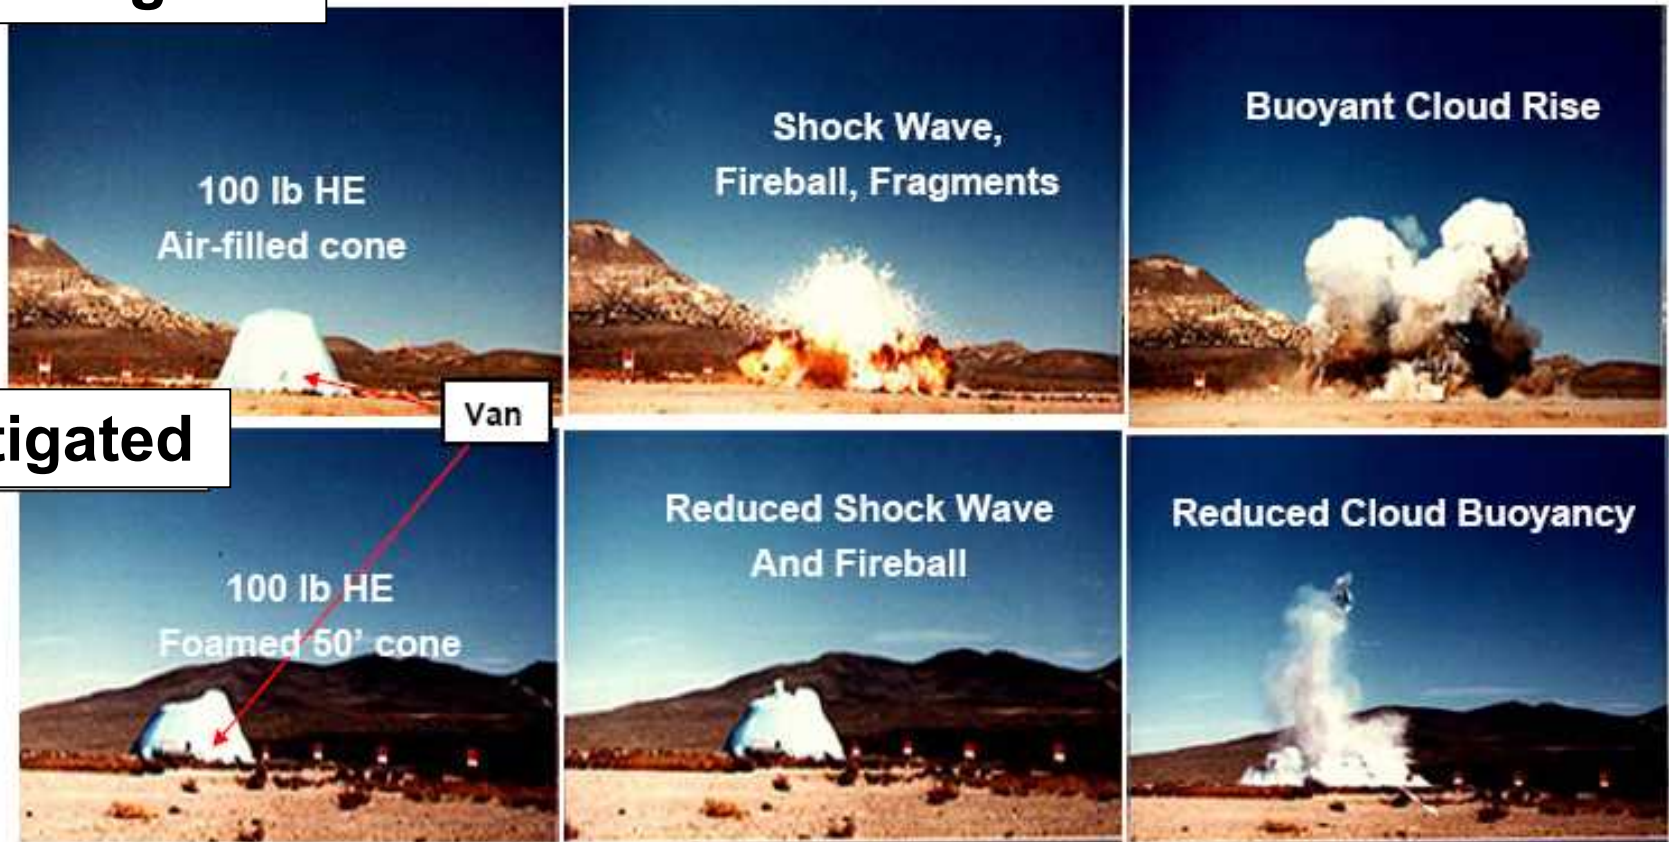 100 lb HE
Air-filled cone
Shock Wave,
Fireball, Fragments
Buoyant Cloud Rise
Van
tigated
100 lb HE
Foamed 50’ cone
Reduced Shock Wave
And Fireball
Reduced Cloud Buoyancy